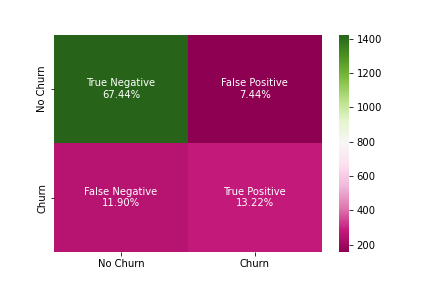 No Churn
True Negative
67.44%
False Positive
7.44%
Churn
False Negative
11.90%
True Positive
13.22%
No Churn
Churn
1400
1200
1000
800
600
400
200